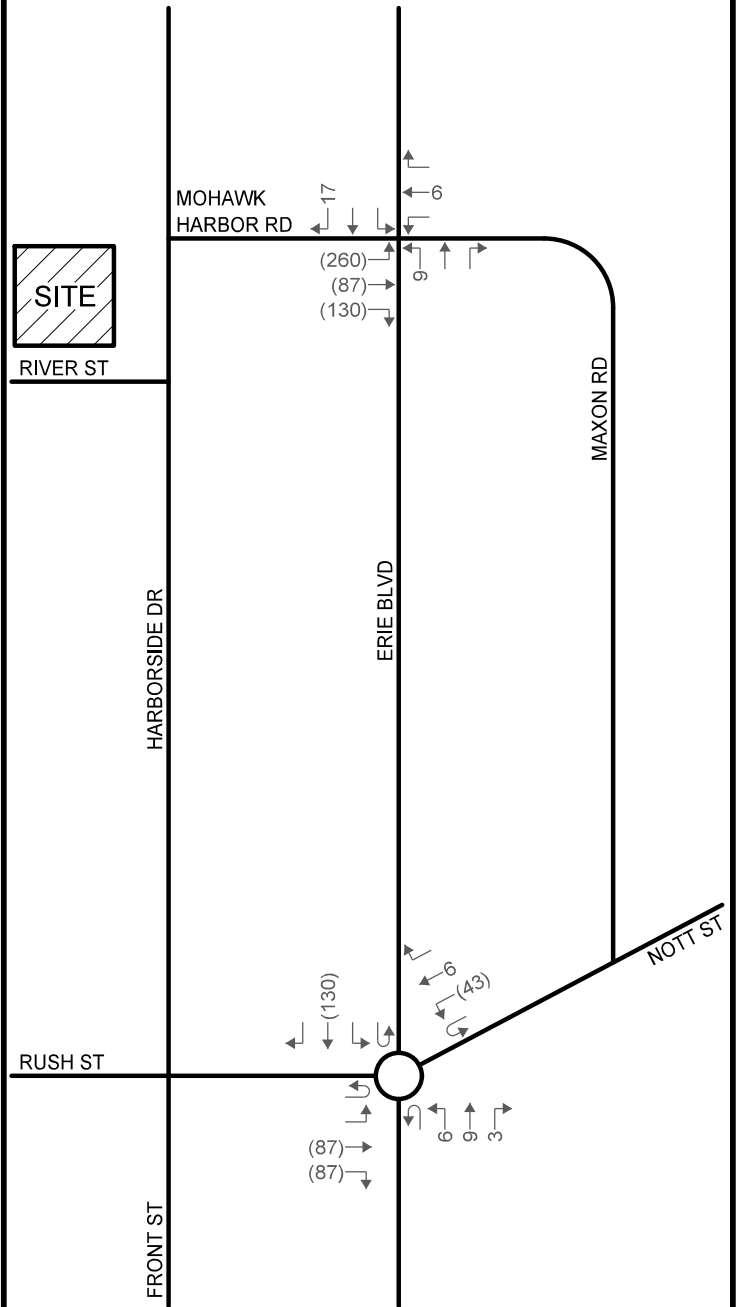 MOHAWK
HARBOR RD
17
6
(260)
(87)
(130)
9
SITE
RIVER ST
MAXON RD
HARBORSIDE DR
ERIE BLVD
NOTT ST
(130)
6
(43)
RUSH ST
(87)
(87)
9
3
FRONT ST